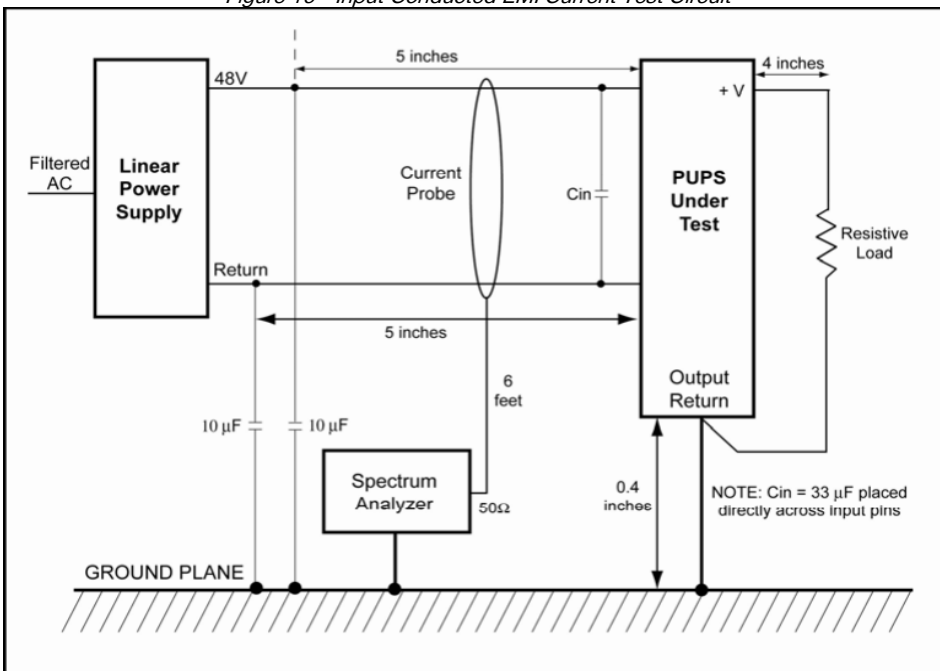 Figure 10 - Input Conducted EMI Current Test Circuit
5 inches
4 inches
48V
+ V
Filtered
AC
Linear
Power
Supply
Current
Probe
Cin
PUPS
Under
Test
Resistive
Load
Return
5 inches
6
feet
Output
Return
10 µF
10 µF
Spectrum
Analyzer
50Ω
0.4
inches
NOTE: Cin = 33 µF placed
directly across input pins
GROUND PLANE